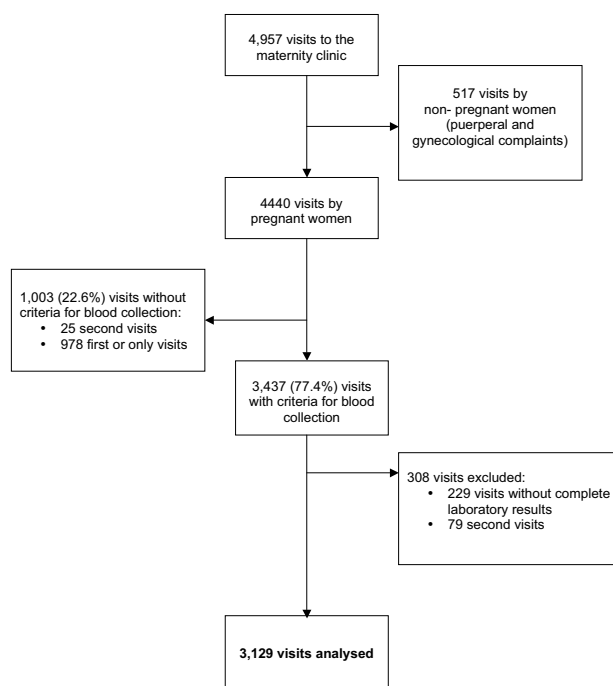 4,957 visits to the
maternity clinic
517 visits by
non- pregnant women
(puerperal and
gynecological complaints)
4440 visits by
pregnant women
1,003 (22.6%) visits without
criteria for blood collection:
• 25 second visits
• 978 first or only visits
3,437 (77.4%) visits
with criteria for blood
collection
308 visits excluded:
• 229 visits without complete
laboratory results
• 79 second visits
3,129 visits analysed